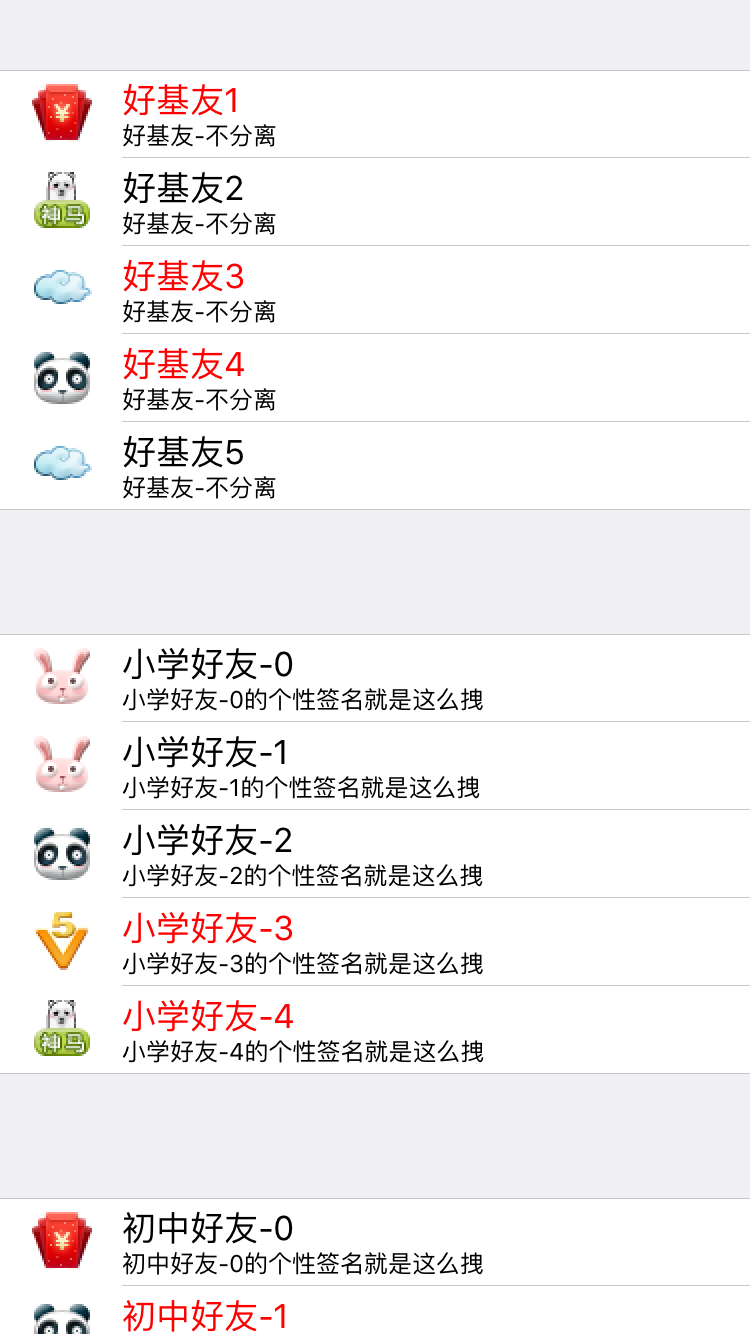 ¥
好基友1
好基友-不分离
神马
好基友2
好基友-不分离
好基友3
好基友-不分离
好基友4
好基友-不分离
好基友5
好基友-不分离
小学好友-0
小学好友-0的个性签名就是这么拽
小学好友-1
小学好友-1的个性签名就是这么拽
小学好友-2
小学好友-2的个性签名就是这么拽
5
小学好友-3
小学好友-3的个性签名就是这么拽
神马
小学好友-4
小学好友-4的个性签名就是这么拽
¥
初中好友-0
初中好友-0的个性签名就是这么拽
初中好友-1